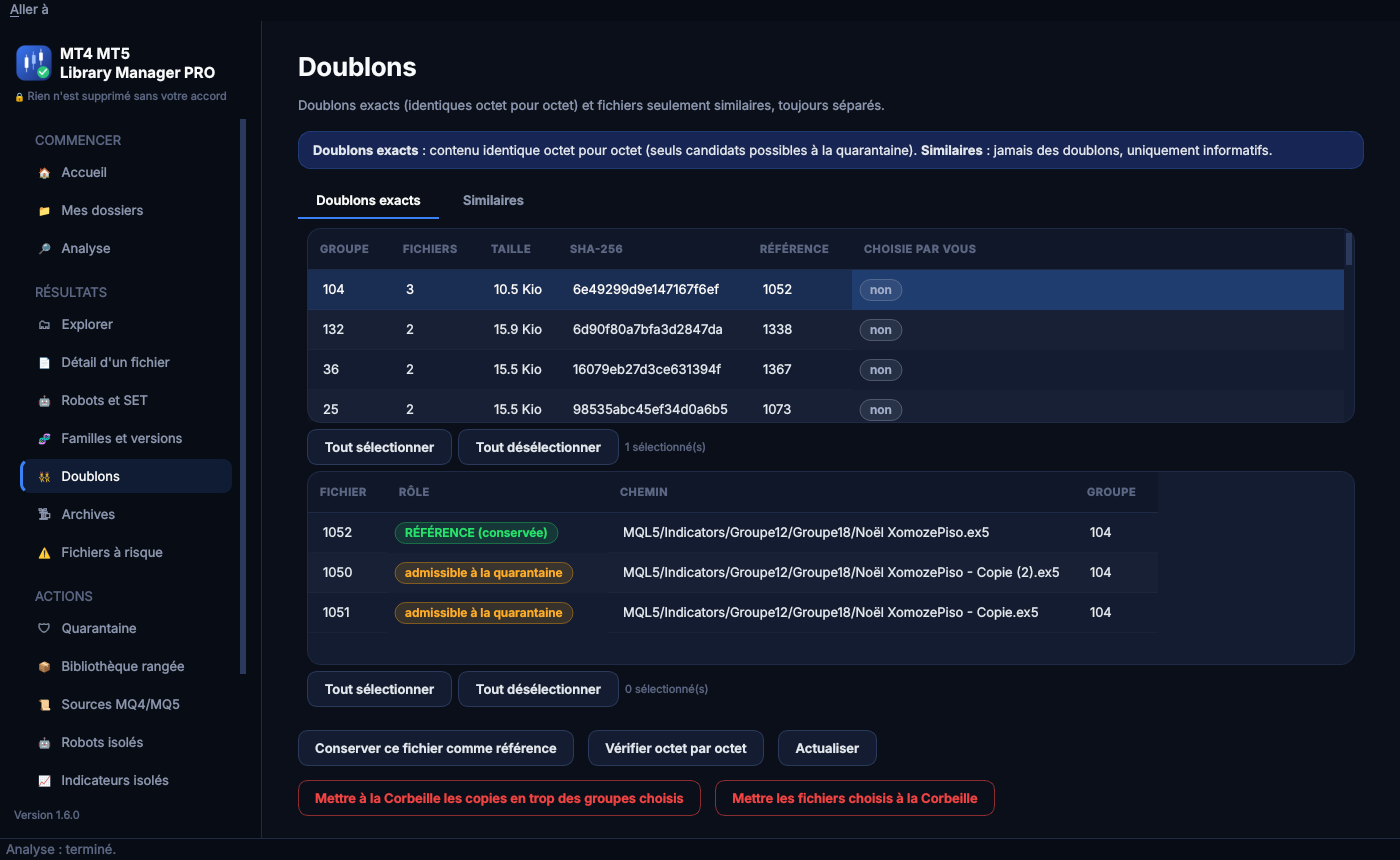 Aller à
MT4 MT5
Library Manager PRO
Rien n'est supprimé sans votre accord
COMMENCER
Accueil
Mes dossiers
Analyse
RÉSULTATS
Explorer
Détail d'un fichier
Robots et SET
Familles et versions
Doublons
Archives
Fichiers à risque
ACTIONS
Quarantaine
Bibliothèque rangée
Sources MQ4/MQ5
Robots isolés
Indicateurs isolés
Version 1.6.0
Doublons
Doublons exacts (identiques octet pour octet) et fichiers seulement similaires, toujours séparés.
Doublons exacts : contenu identique octet pour octet (seuls candidats possibles à la quarantaine). Similaires : jamais des doublons, uniquement informatifs.
Doublons exacts Similaires
GROUPE FICHIERS TAILLE SHA-256 RÉFÉRENCE CHOISIE PAR VOUS
104 3 10.5 Kio 6e49299d9e147167f6ef 1052 non
132 2 15.9 Kio 6d90f80a7bfa3d2847da 1338 non
36 2 15.5 Kio 16079eb27d3ce631394f 1367 non
25 2 15.5 Kio 98535abc45ef34d0a6b5 1073 non
Tout sélectionner Tout désélectionner 1 sélectionné(s)
FICHIER RÔLE CHEMIN GROUPE
1052 RÉFÉRENCE (conservée) MQL5/Indicators/Groupe12/Groupe18/Noël XomozePiso.ex5 104
1050 admissible à la quarantaine MQL5/Indicators/Groupe12/Groupe18/Noël XomozePiso - Copie (2).ex5 104
1051 admissible à la quarantaine MQL5/Indicators/Groupe12/Groupe18/Noël XomozePiso - Copie.ex5 104
Tout sélectionner Tout désélectionner 0 sélectionné(s)
Conserver ce fichier comme référence Vérifier octet par octet Actualiser
Mettre à la Corbeille les copies en trop des groupes choisis Mettre les fichiers choisis à la Corbeille
Analyse : terminé.